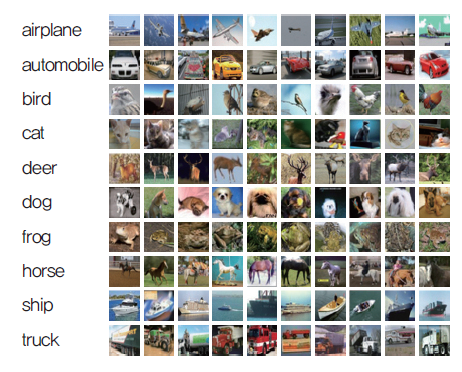 airplane
automobile
bird
cat
deer
dog
frog
horse
ship
truck